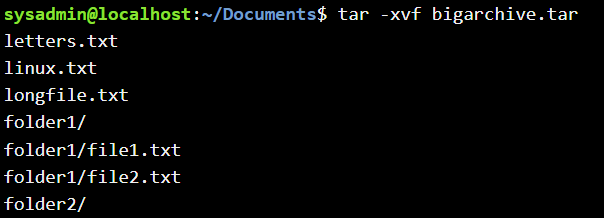 sysadmin@localhost:~/Documents$ tar -xvf bigarchive.tar
letters.txt
linux.txt
longfile.txt
folder1/
folder1/file1.txt
folder1/file2.txt
folder2/